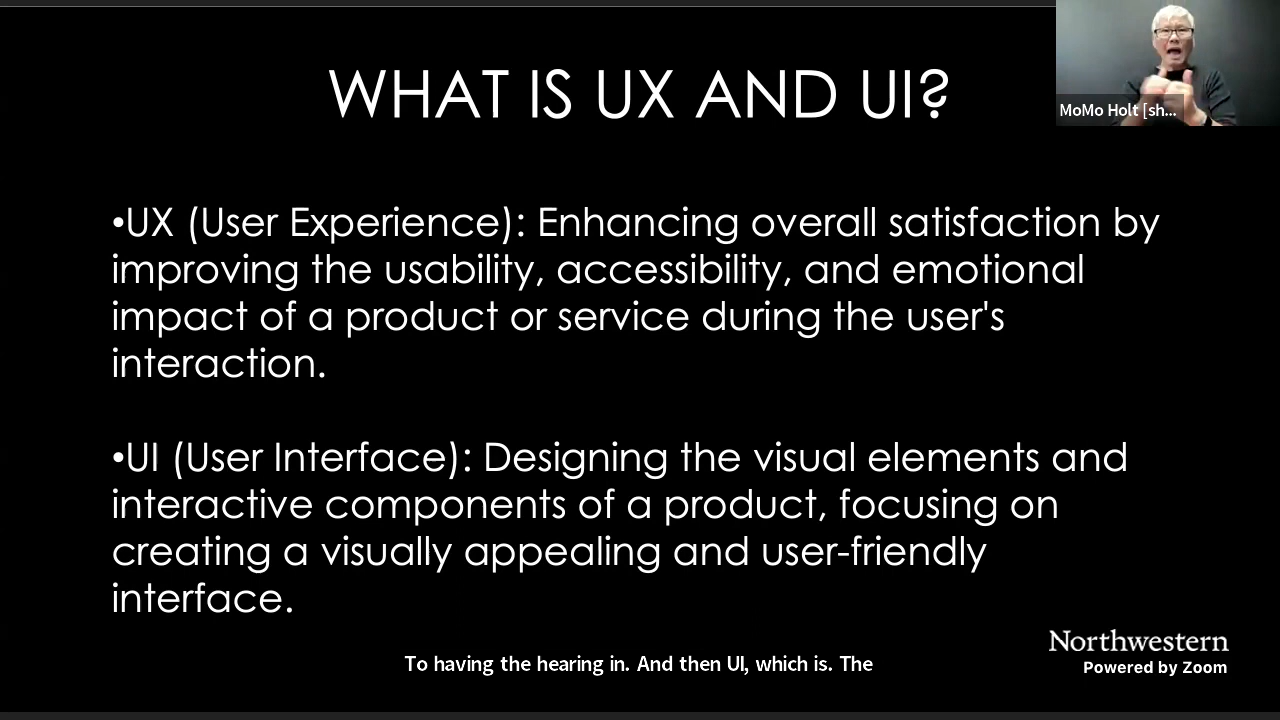 WHAT IS UX AND UI?
MoMo Holt [sh...
•UX (User Experience): Enhancing overall satisfaction by
improving the usability, accessibility, and emotional
impact of a product or service during the user's
interaction.
•UI (User Interface): Designing the visual elements and
interactive components of a product, focusing on
creating a visually appealing and user-friendly
interface.
Northwestern
Powered by Zoom
To having the hearing in. And then UI, which is. The